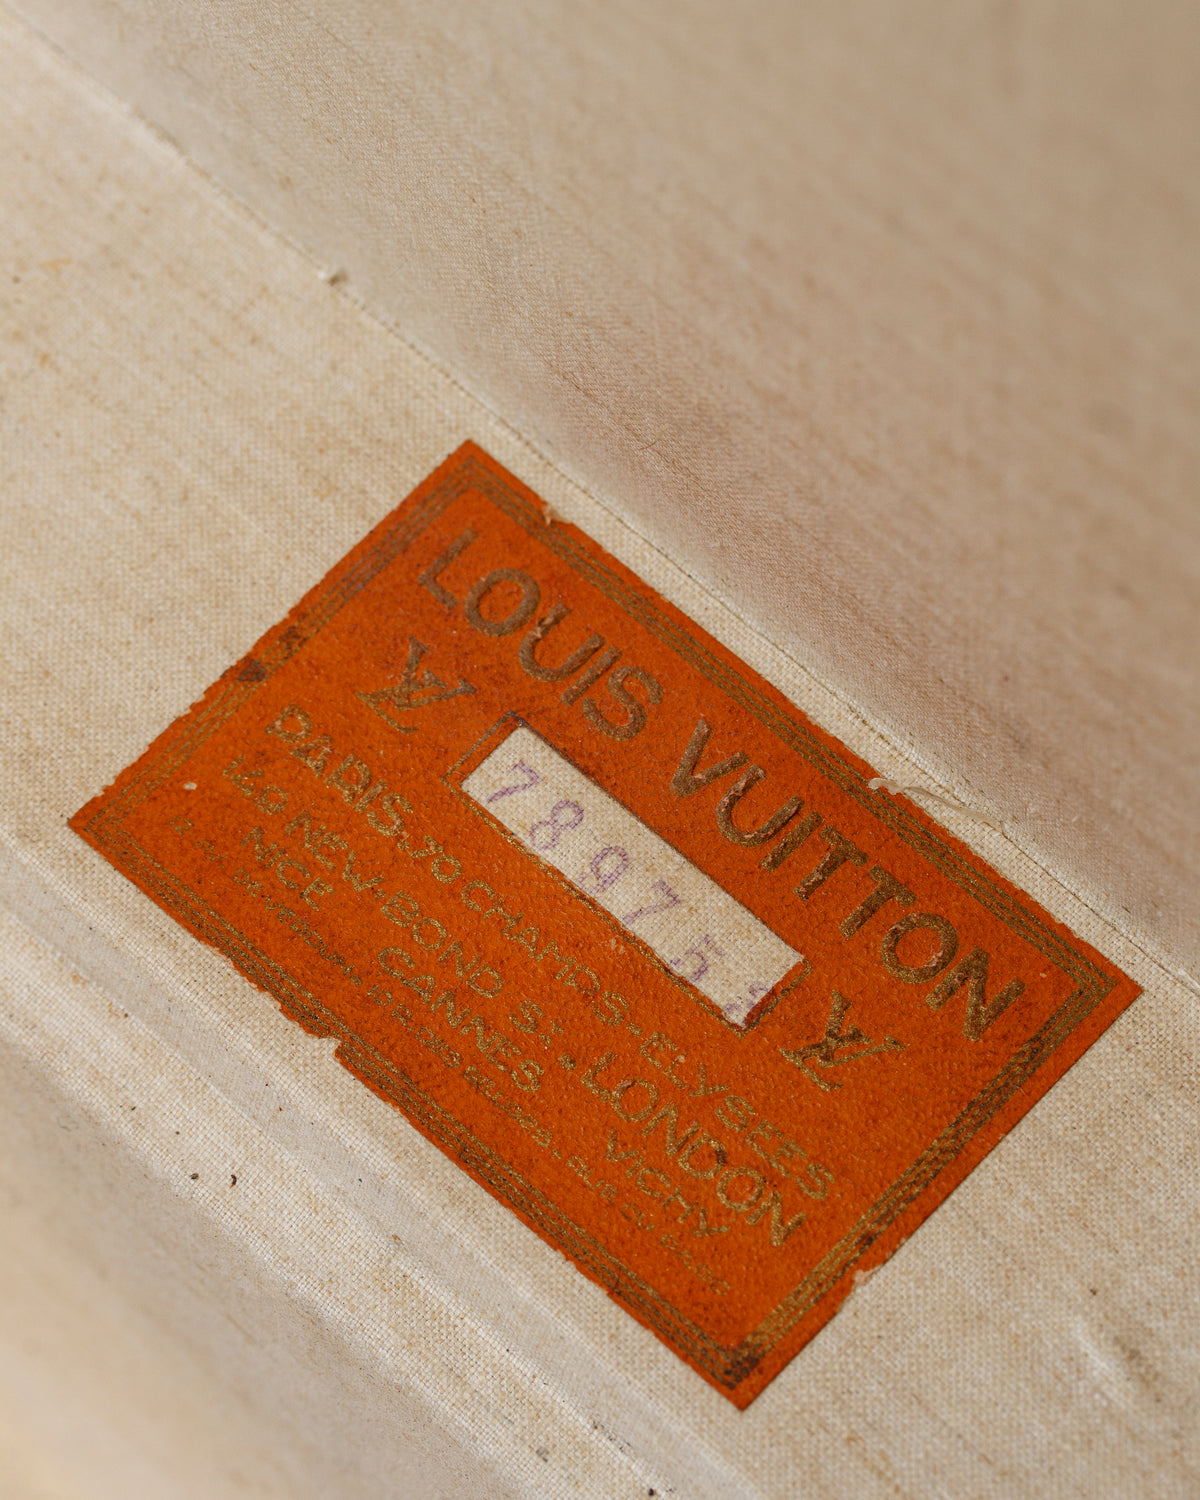 LOUIS VUITTON
LV LV
78975
PARIS, 70 CHAMPS-ELYSEES
149 NEW-BOND ST. LONDON
NICE CANNES VICHY